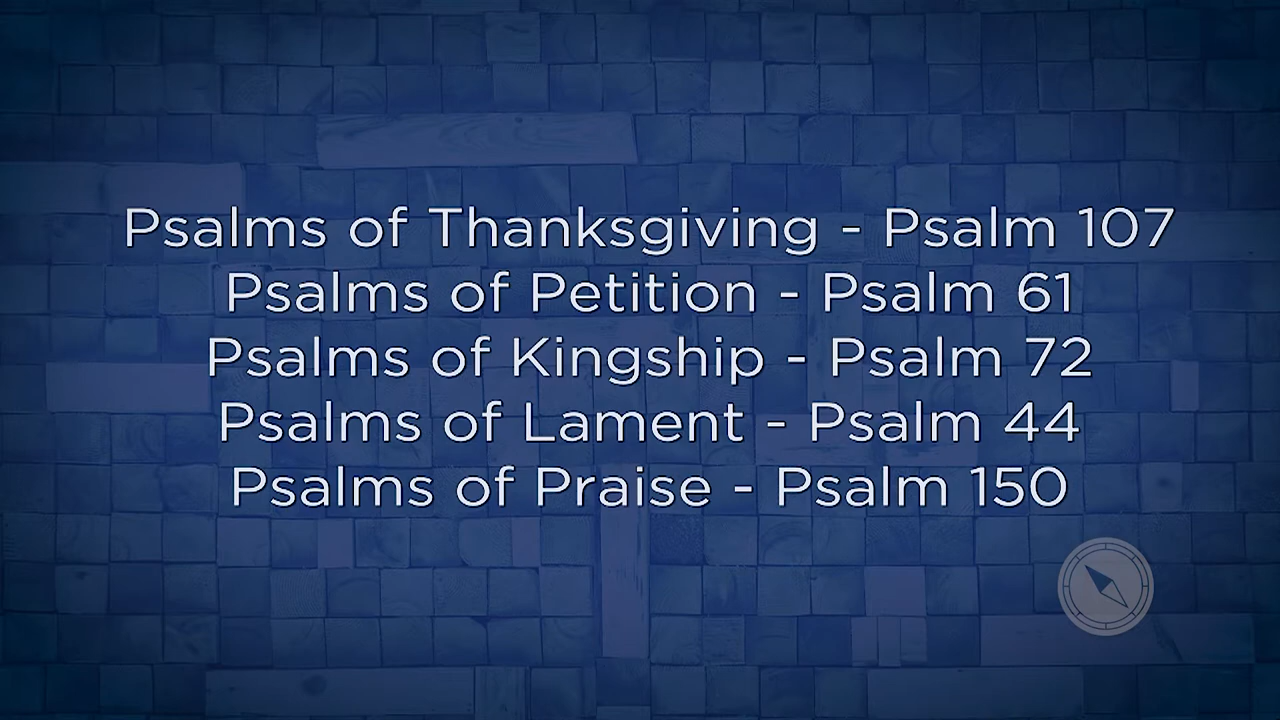 Psalms of Thanksgiving - Psalm 107
Psalms of Petition - Psalm 61
Psalms of Kingship - Psalm 72
Psalms of Lament - Psalm 44
Psalms of Praise - Psalm 150